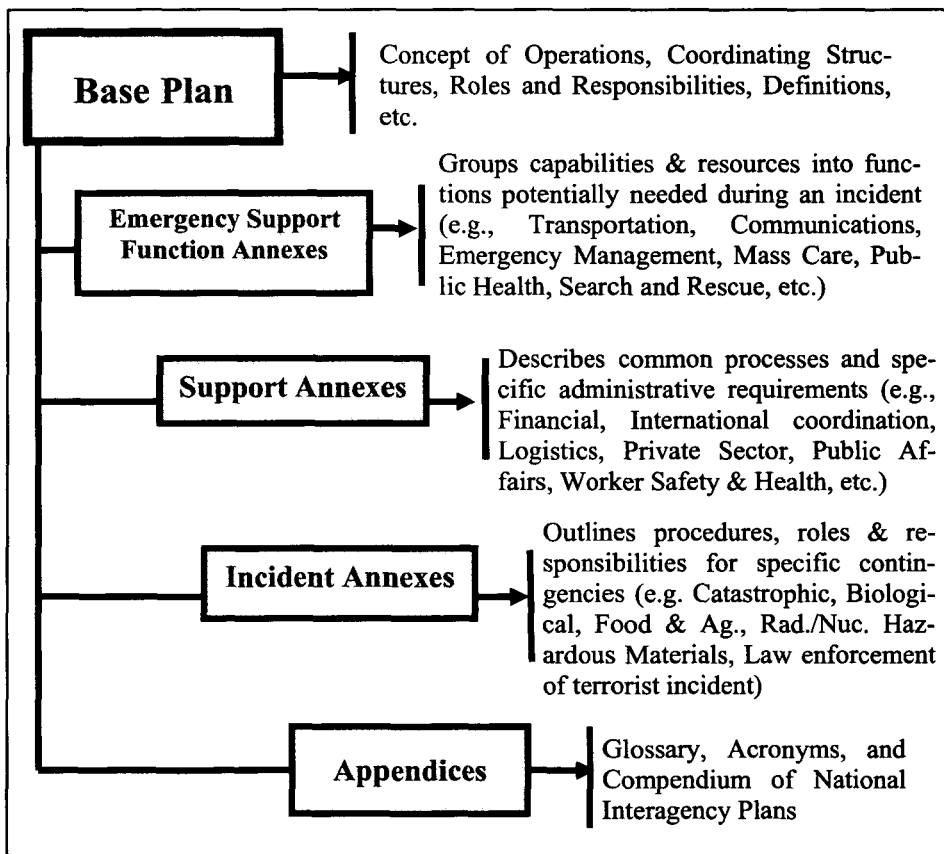 Base Plan
Concept of Operations, Coordinating Struc-
tures, Roles and Responsibilities, Definitions,
etc.
Emergency Support
Function Annexes
Groups capabilities & resources into func-
tions potentially needed during an incident
(e.g., Transportation, Communications,
Emergency Management, Mass Care, Pub-
lic Health, Search and Rescue, etc.)
Support Annexes
Describes common processes and spe-
cific administrative requirements (e.g.,
Financial, International coordination,
Logistics, Private Sector, Public Af-
fairs, Worker Safety & Health, etc.)
Incident Annexes
Outlines procedures, roles & re-
sponsibilities for specific contin-
gencies (e.g. Catastrophic, Biologi-
cal, Food & Ag., Rad./Nuc. Haz-
ardous Materials, Law enforcement
of terrorist incident)
Appendices
Glossary, Acronyms, and
Compendium of National
Interagency Plans